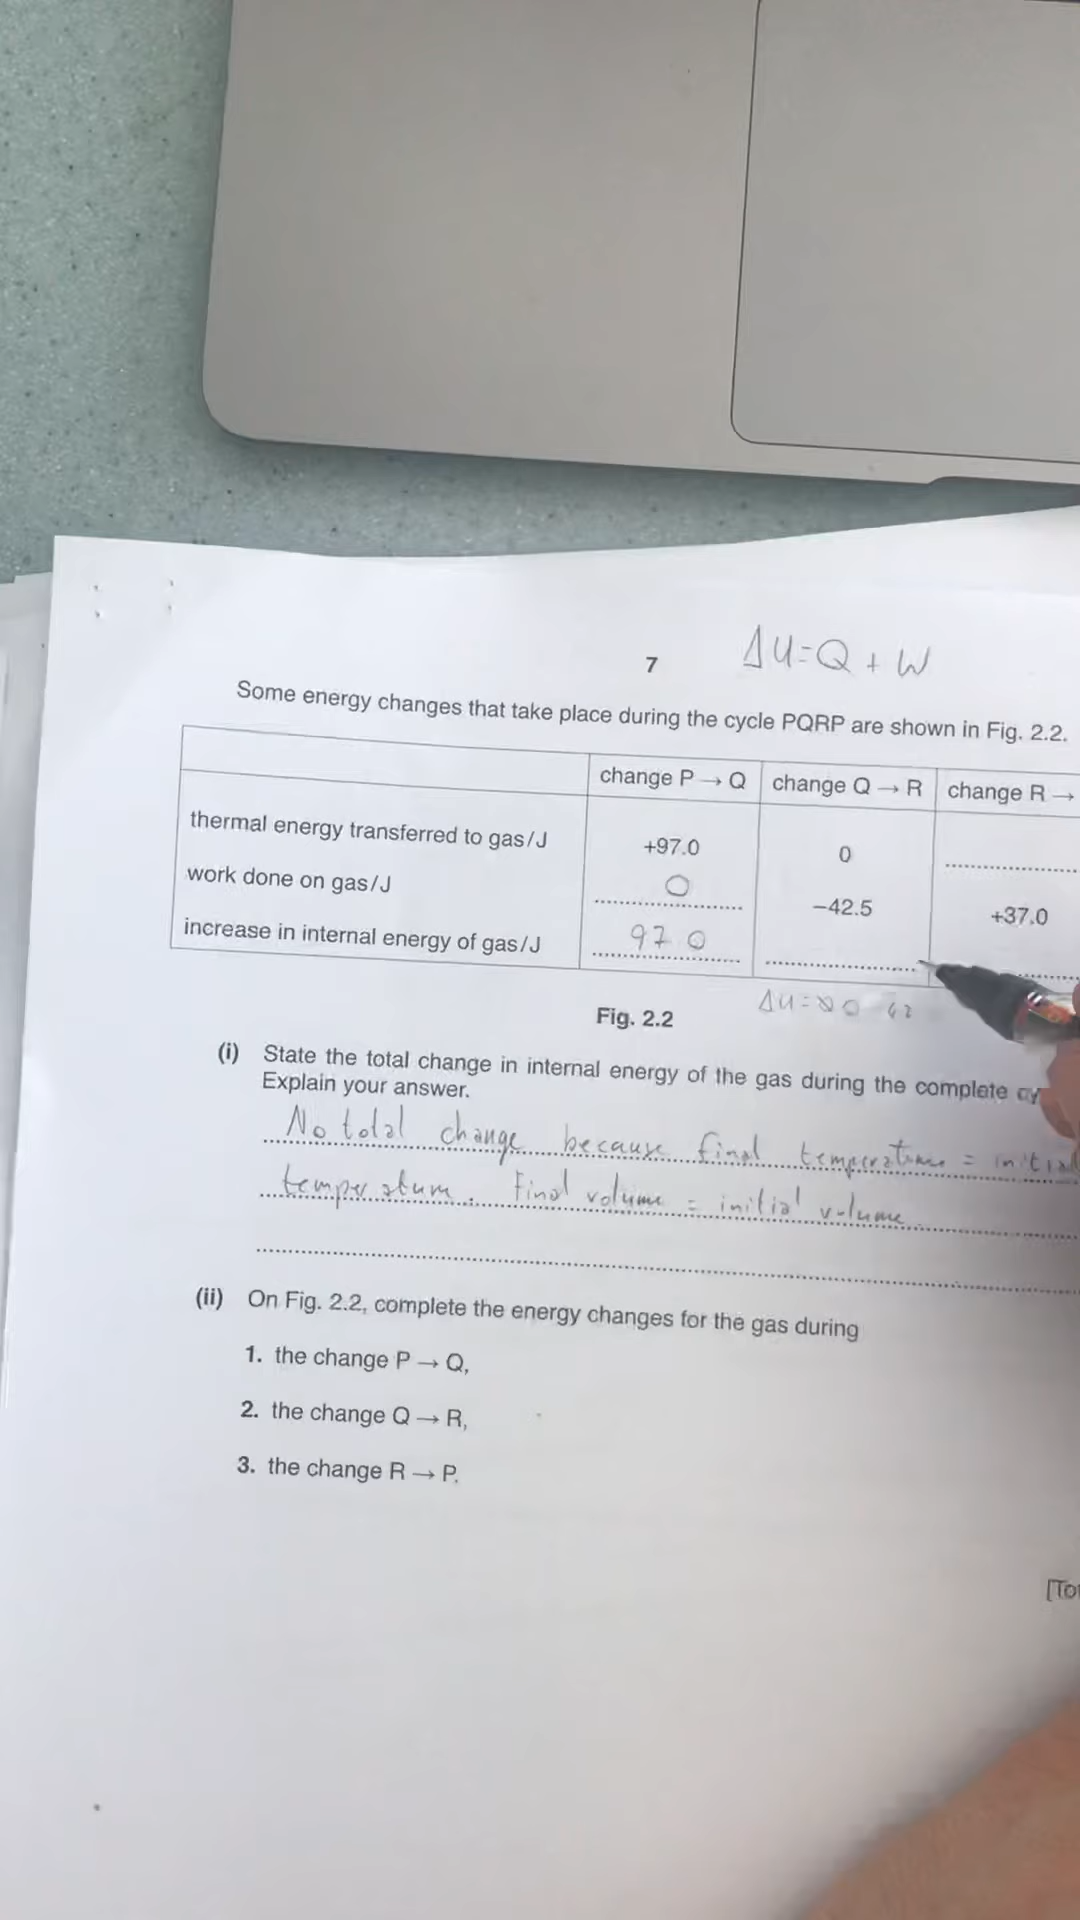 ΔU=Q + W
7
Some energy changes that take place during the cycle PQRP are shown in Fig. 2.2.
change P → Q change Q → R change R →
thermal energy transferred to gas/J +97.0 0
work done on gas/J 0 −42.5 +37.0
increase in internal energy of gas/J 97 0
Fig. 2.2
ΔU= 0 - 42
(i) State the total change in internal energy of the gas during the complete cy
Explain your answer.
No total change because final temperature = initial
temperature. Final volume = initial volume
(ii) On Fig. 2.2, complete the energy changes for the gas during
1. the change P → Q,
2. the change Q → R,
3. the change R → P.
[To